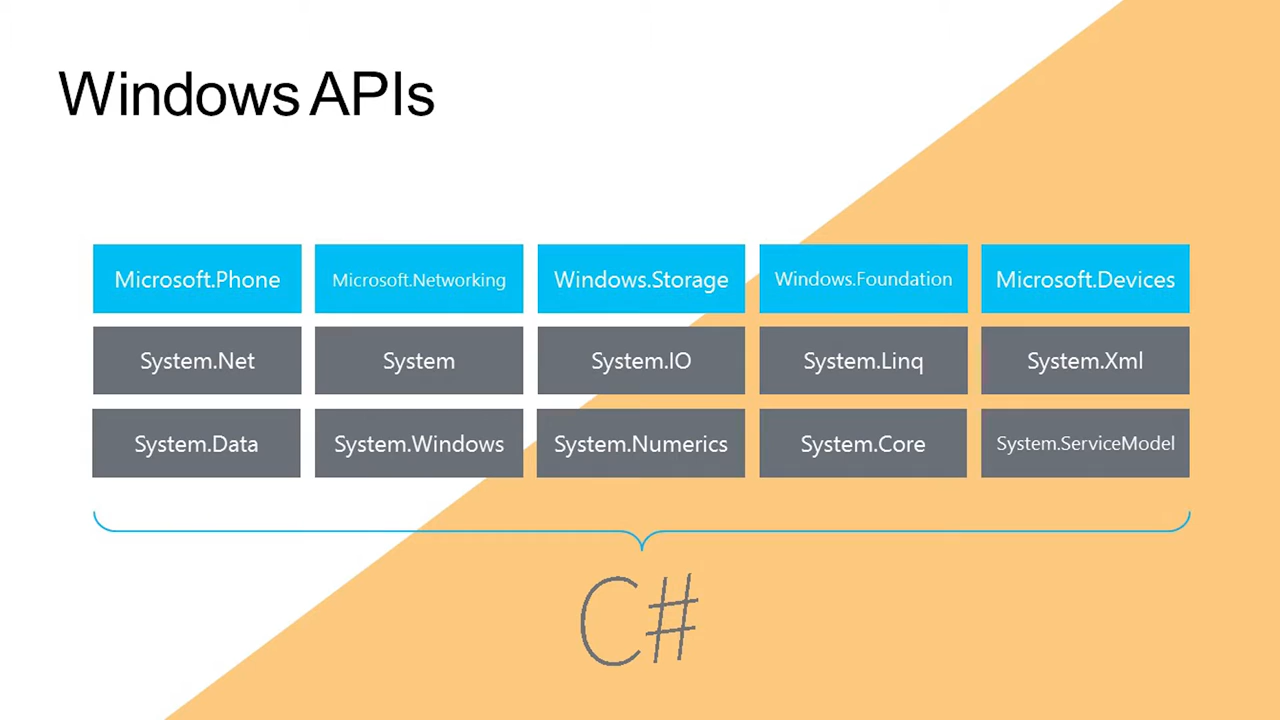 Windows APIs
Microsoft.Phone
Microsoft.Networking
Windows.Storage
Windows.Foundation
Microsoft.Devices
System.Net
System
System.IO
System.Linq
System.Xml
System.Data
System.Windows
System.Numerics
System.Core
System.ServiceModel
C#